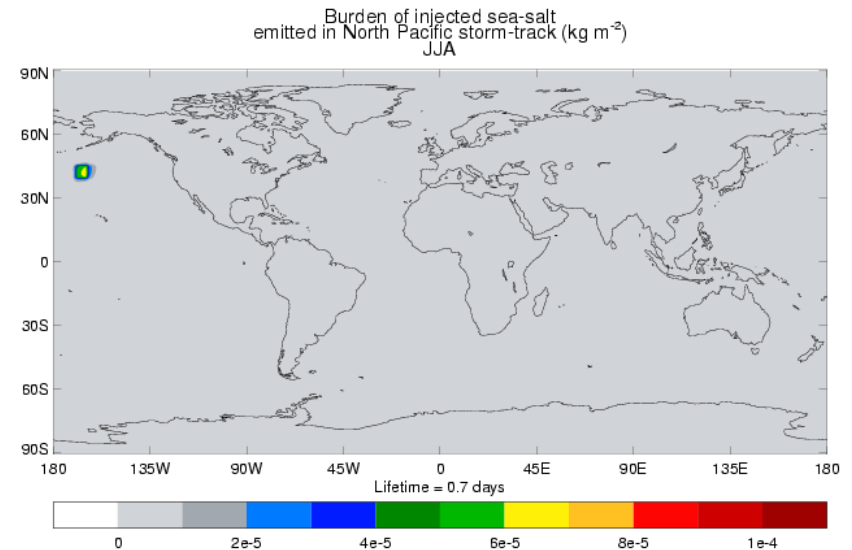 Burden of injected sea-salt
emitted in North Pacific storm-track (kg m⁻²)
JJA
90N
60N
30N
0
30S
60S
90S
180 135W 90W 45W 0 45E 90E 135E 180
Lifetime = 0.7 days
0 2e-5 4e-5 6e-5 8e-5 1e-4